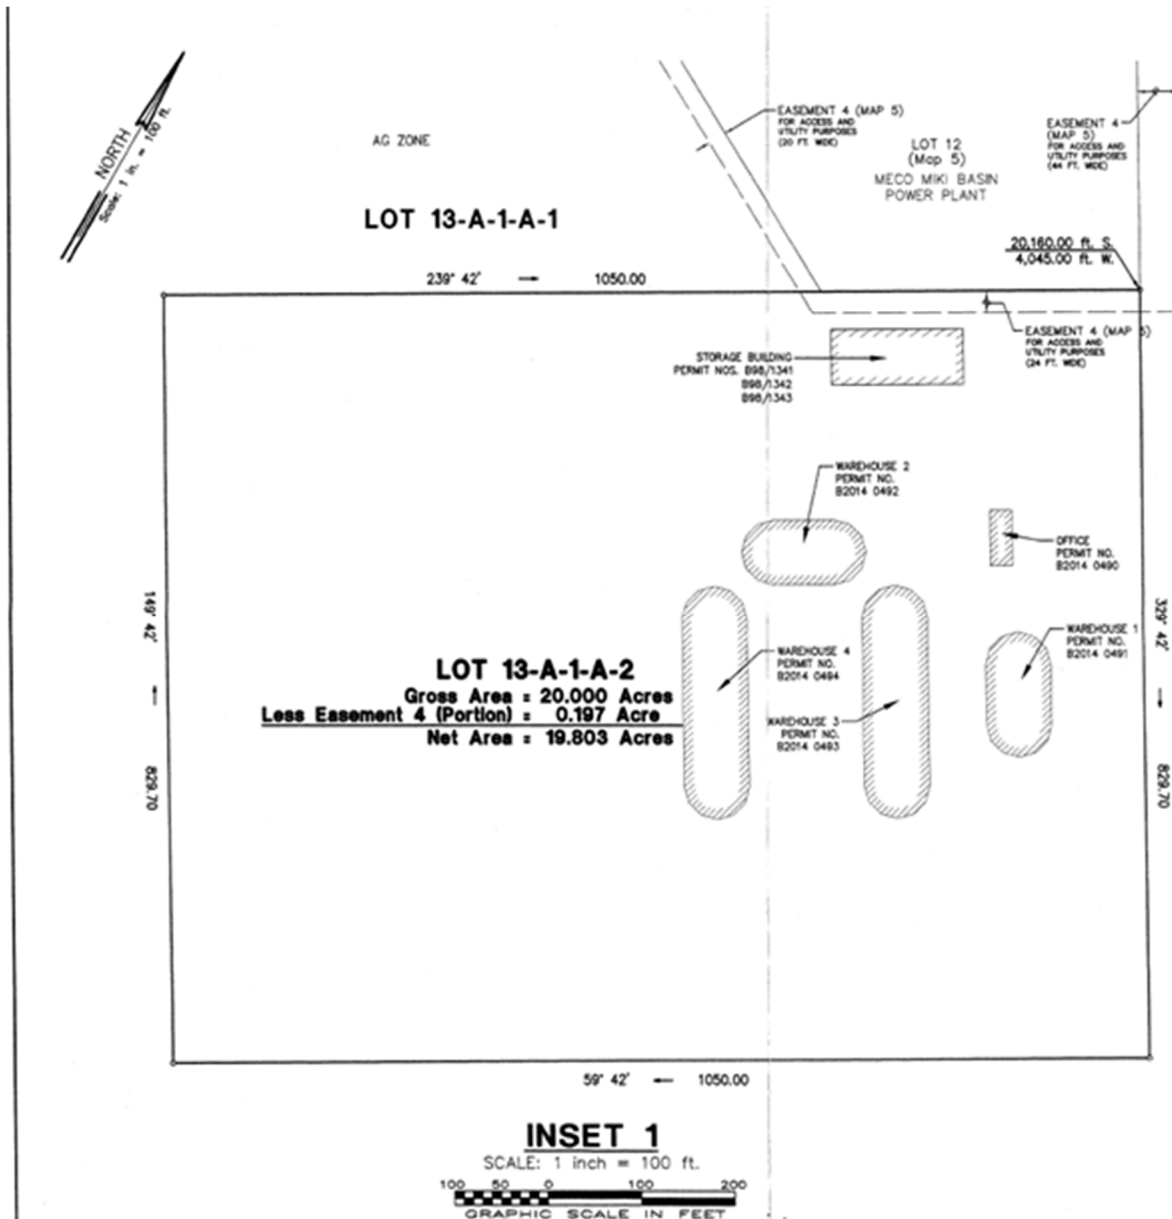 NORTH
Scale: 1 in. = 100 ft.
AG ZONE
LOT 13-A-1-A-1
EASEMENT 4 (MAP 5)
FOR ACCESS AND
UTILITY PURPOSES
(20 FT. WIDE)
LOT 12
(Map 5)
MECO MIKI BASIN
POWER PLANT
EASEMENT 4
(MAP 5)
FOR ACCESS AND
UTILITY PURPOSES
(44 FT. WIDE)
20,160.00 ft. S.
4,045.00 ft. W.
239° 42' 1050.00
EASEMENT 4 (MAP 5)
FOR ACCESS AND
UTILITY PURPOSES
(24 FT. WIDE)
STORAGE BUILDING
PERMIT NOS. B98/1341
B98/1342
B98/1343
WAREHOUSE 2
PERMIT NO.
B2014 0492
OFFICE
PERMIT NO.
B2014 0490
149° 42'
829.70
329° 42'
829.70
WAREHOUSE 1
PERMIT NO.
B2014 0491
WAREHOUSE 4
PERMIT NO.
B2014 0494
WAREHOUSE 3
PERMIT NO.
B2014 0493
LOT 13-A-1-A-2
Gross Area = 20.000 Acres
Less Easement 4 (Portion) = 0.197 Acre
Net Area = 19.803 Acres
59° 42' 1050.00
INSET 1
SCALE: 1 inch = 100 ft.
100 50 0 100 200
GRAPHIC SCALE IN FEET